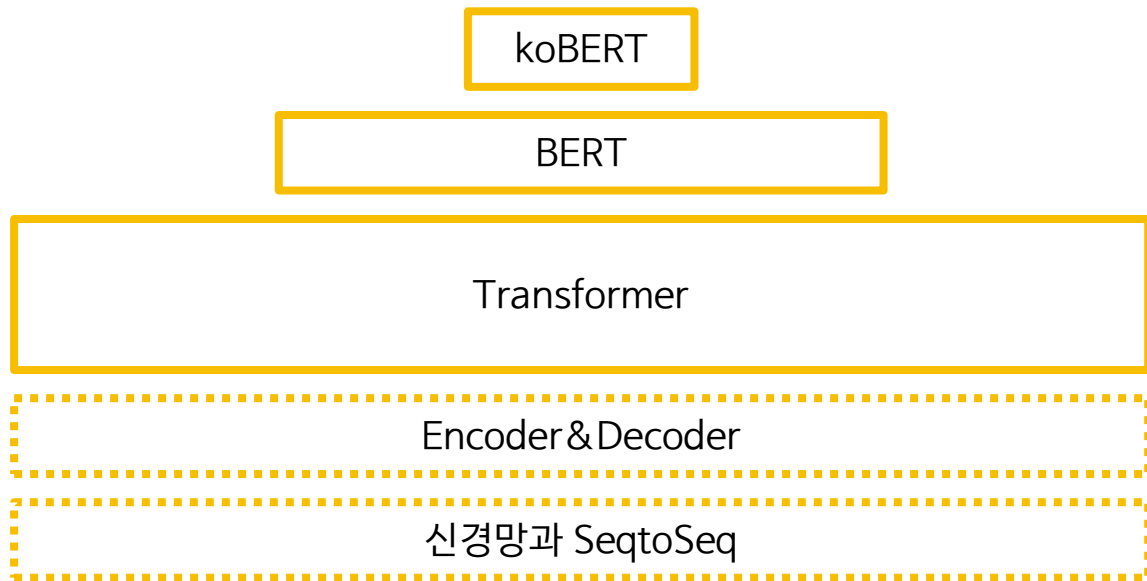 koBERT
BERT
Transformer
Encoder&Decoder
신경망과 SeqtoSeq